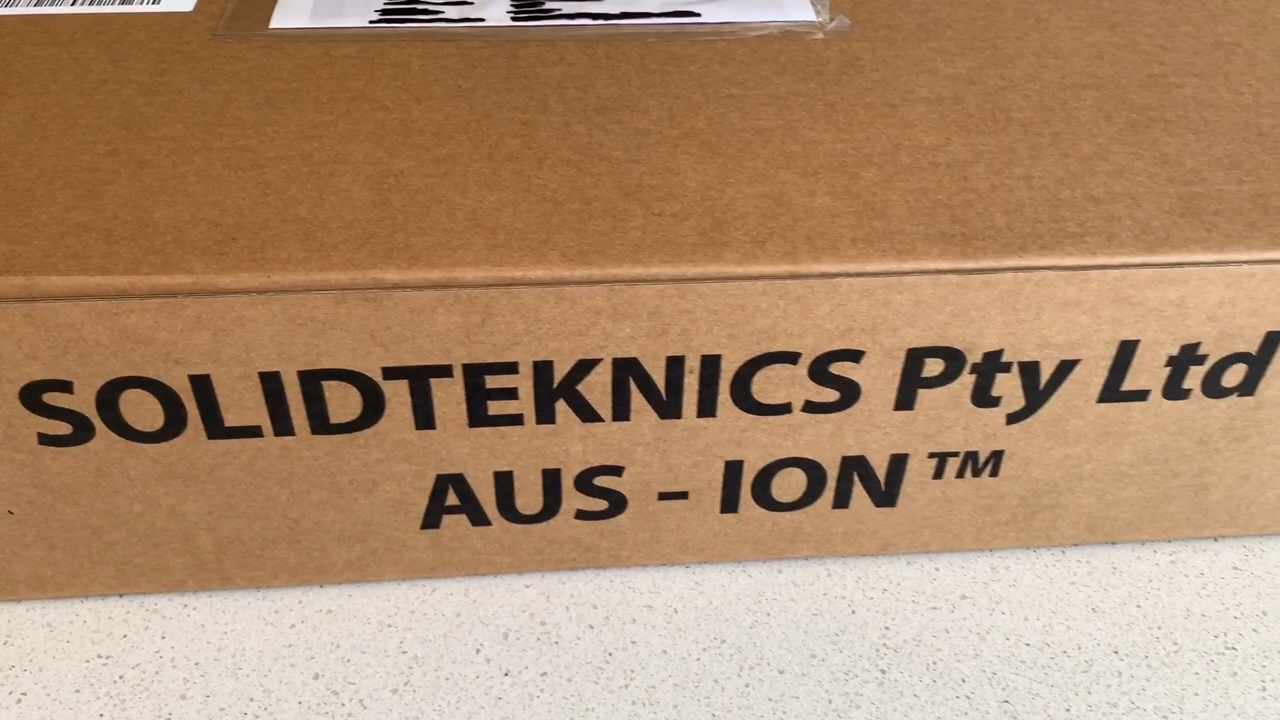 SOLIDTEKNICS Pty Ltd
AUS - ION™